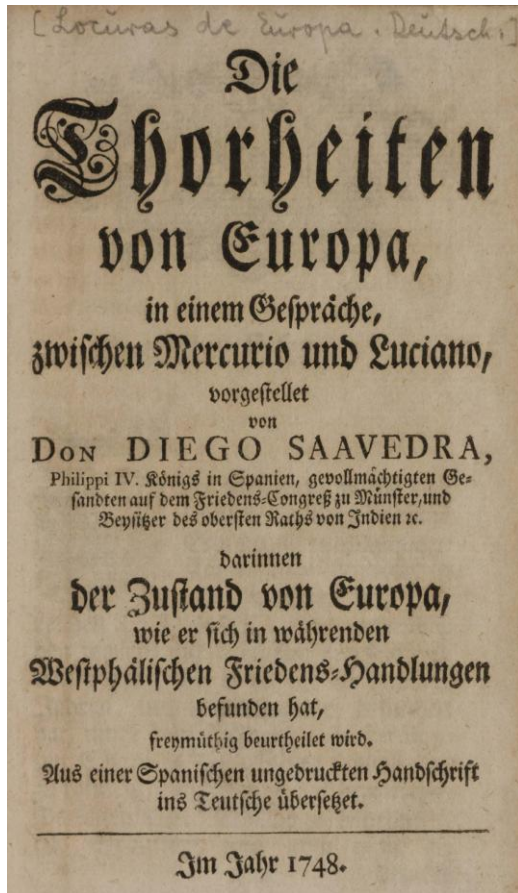 [Locuras de Europa. Deutsch.]
Die
Thorheiten
von Europa,
in einem Gespräche,
zwischen Mercurio und Luciano,
vorgestellet
von
DON DIEGO SAAVEDRA,
Philippi IV. Königs in Spanien, gevollmächtigten Ge-
sandten auf dem Friedens-Congreß zu Münster, und
Beysitzer des obersten Raths von Indien ꝛc.
darinnen
der Zustand von Europa,
wie er sich in währenden
Westphälischen Friedens-Handlungen
befunden hat,
freymüthig beurtheilet wird.
Aus einer Spanischen ungedruckten Handschrift
ins Teutsche übersetzet.
Im Jahr 1748.